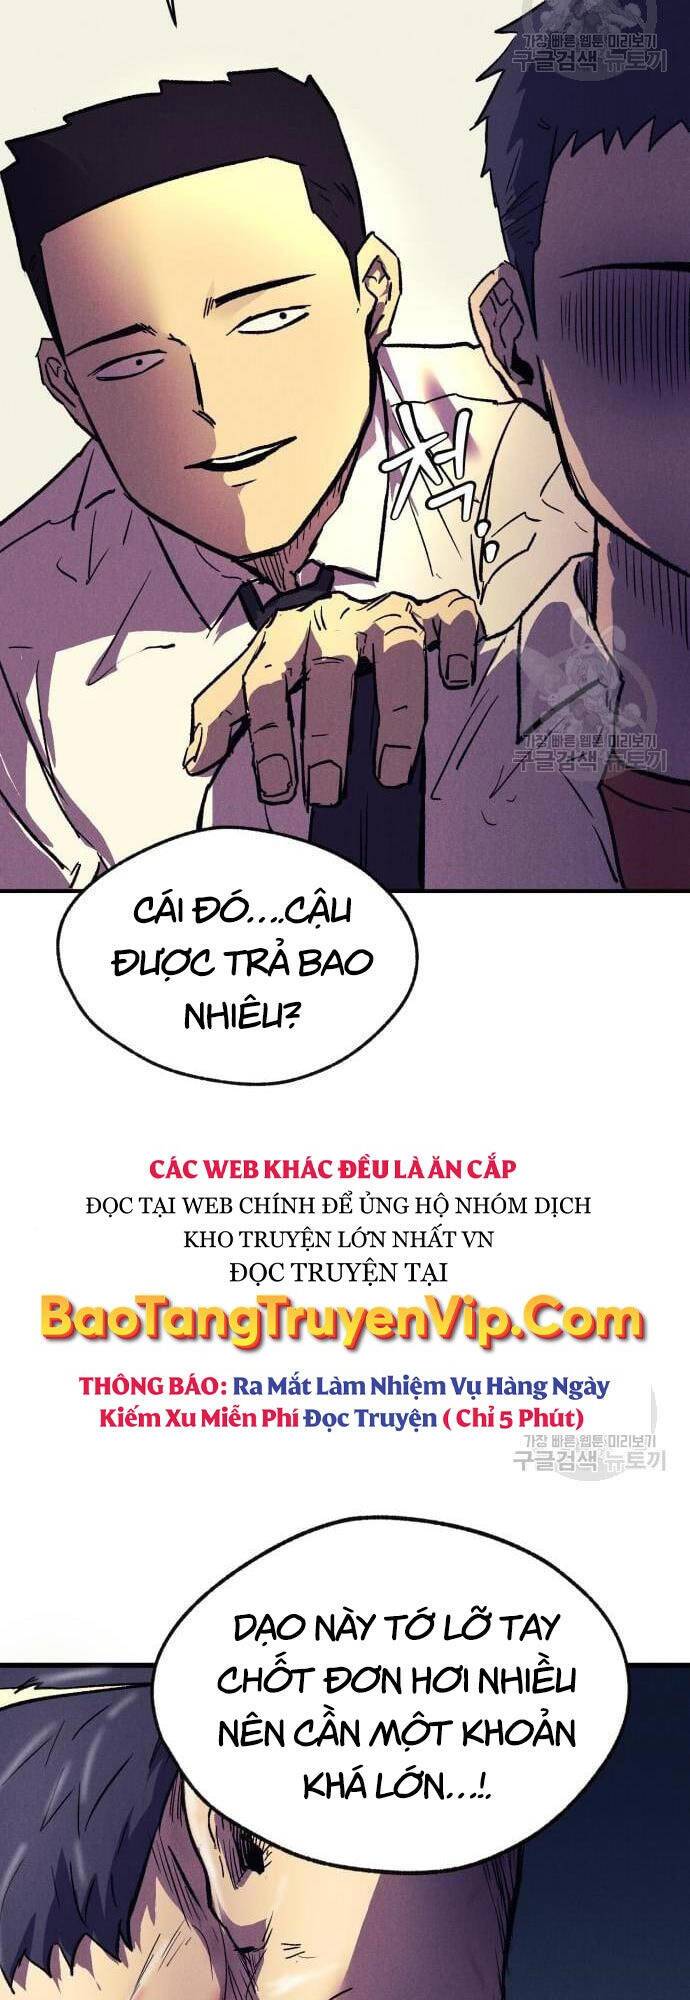 가장 빠른 웹툰 미리보기
구글검색 뉴토끼
척
가장 빠른 웹툰 미리보기
구글검색 뉴토끼
CÁI ĐÓ....CẬU
ĐƯỢC TRẢ BAO
NHIÊU?
CÁC WEB KHÁC ĐỀU LÀ ĂN CẮP
ĐỌC TẠI WEB CHÍNH ĐỂ ỦNG HỘ NHÓM DỊCH
KHO TRUYỆN LỚN NHẤT VN
ĐỌC TRUYỆN TẠI
BaoTangTruyenVip.Com
THÔNG BÁO: Ra Mắt Làm Nhiệm Vụ Hàng Ngày
Kiếm Xu Miễn Phí Đọc Truyện ( Chỉ 5 Phút)
가장 빠른 웹툰 미리보기
구글검색 뉴토끼
DẠO NÀY TỚ LỠ TAY
CHỐT ĐƠN HƠI NHIỀU
NÊN CẦN MỘT KHOẢN
KHÁ LỚN...!.